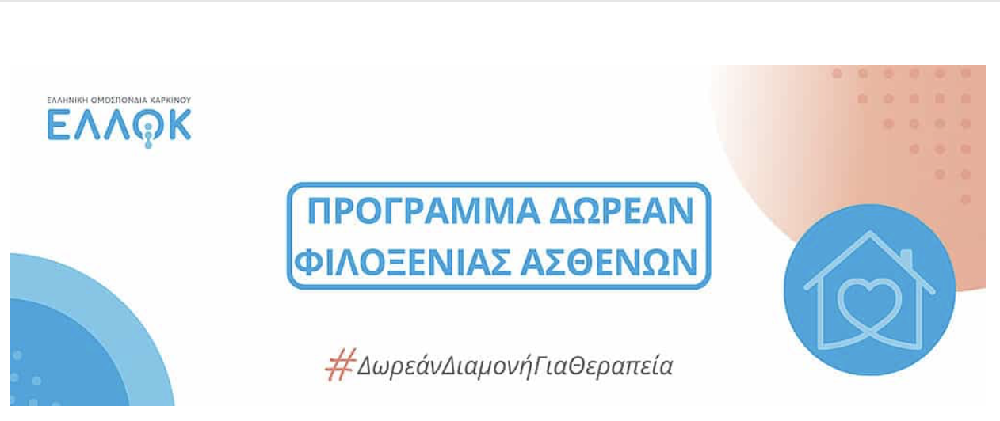 ΕΛΛΗΝΙΚΗ ΟΜΟΣΠΟΝΔΙΑ ΚΑΡΚΙΝΟΥ
ΕΛΛΟΚ
ΠΡΟΓΡΑΜΜΑ ΔΩΡΕΑΝ
ΦΙΛΟΞΕΝΙΑΣ ΑΣΘΕΝΩΝ
#ΔωρεάνΔιαμονήΓιαΘεραπεία